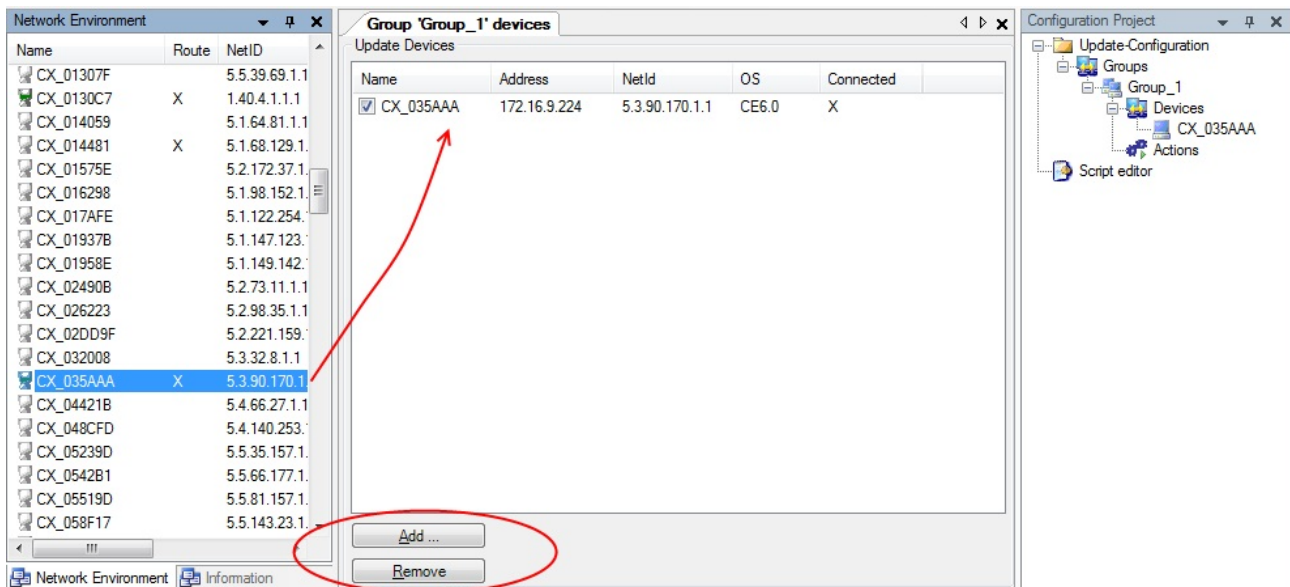 Network Environment
Name Route NetID
CX_01307F 5.5.39.69.1.1
CX_0130C7 X 1.40.4.1.1.1
CX_014059 5.1.64.81.1.1
CX_014481 X 5.1.68.129.1.
CX_01575E 5.2.172.37.1.
CX_016298 5.1.98.152.1.
CX_017AFE 5.1.122.254.
CX_01937B 5.1.147.123.
CX_01958E 5.1.149.142.
CX_02490B 5.2.73.11.1.1
CX_026223 5.2.98.35.1.1
CX_02DD9F 5.2.221.159.
CX_032008 5.3.32.8.1.1
CX_035AAA X 5.3.90.170.1.
CX_04421B 5.4.66.27.1.1
CX_048CFD 5.4.140.253.
CX_05239D 5.5.35.157.1.
CX_0542B1 5.5.66.177.1.
CX_05519D 5.5.81.157.1.
CX_058F17 5.5.143.23.1.
Network Environment Information
Group 'Group_1' devices
Update Devices
Name Address NetId OS Connected
CX_035AAA 172.16.9.224 5.3.90.170.1.1 CE6.0 X
Add ...
Remove
Configuration Project
Update-Configuration
Groups
Group_1
Devices
CX_035AAA
Actions
Script editor